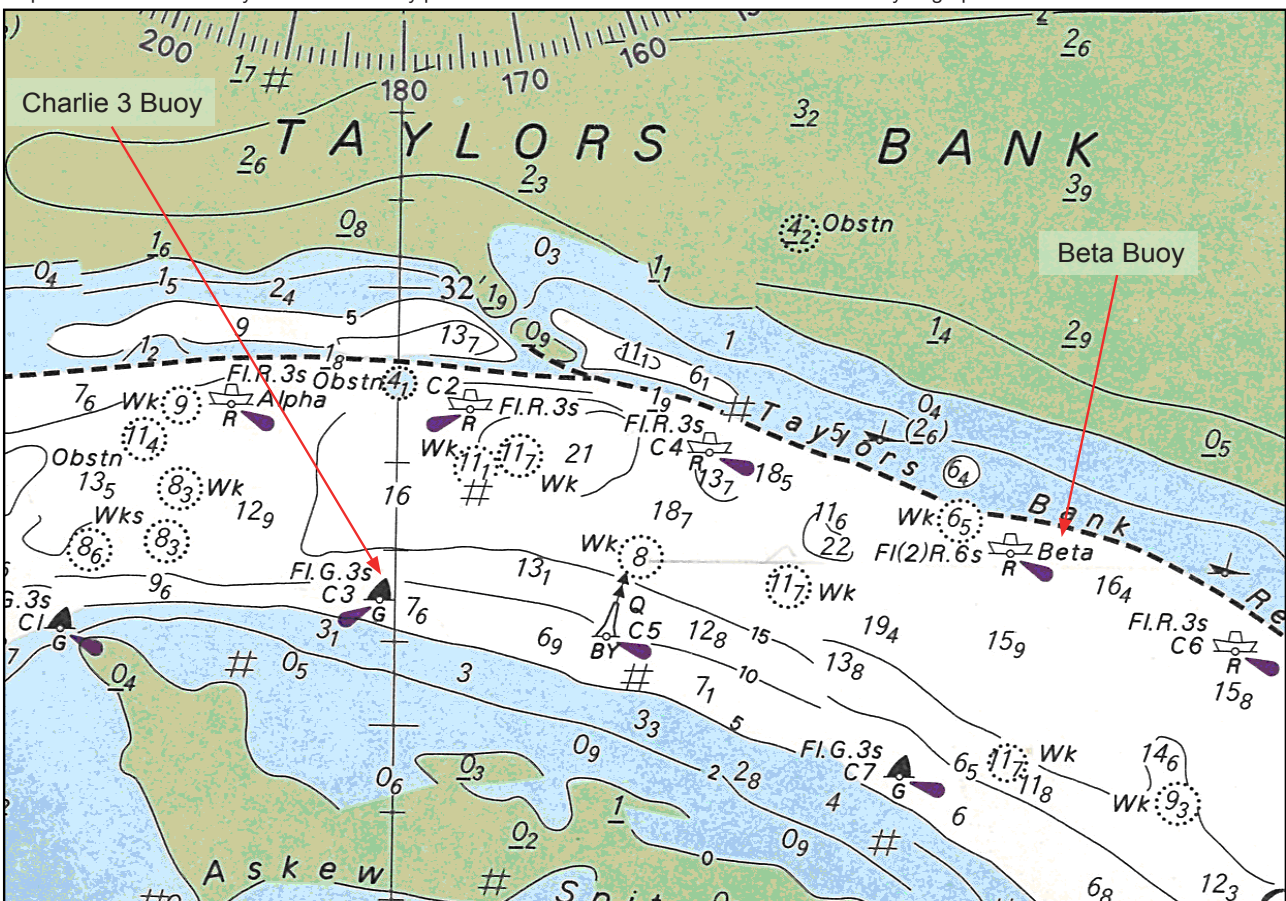 200
1₇
180
170
160
2₆
Charlie 3 Buoy
TAYLORS BANK
3₂
2₆
2₃
3₉
4₂ Obstn
Beta Buoy
0₈
1₆
0₄
1₅
2₄
5
32'
0₃
1₁
1₉
0₉
1
1₄
2₉
9
13₇
1₂
1₈
11₁
6₁
7₆
Wk 9
Fl.R.3s
Alpha
R
Obstn 4₁
C2
Fl.R.3s
R
1₉
Fl.R.3s
C4
R
Taylors Bank
5
(2₆)
0₄
0₅
11₄
Obstn
13₅
8₃ Wk
12₉
Wks
8₆
8₃
16
Wk 11₁
11₇ Wk
21
13₇
18₅
18₇
6₄
11₆
22
Wk 6₅
Fl(2)R.6s
Beta
R
16₄
Re
Wk 8
13₁
11₇ Wk
9₆
Fl.G.3s
C3
G
7₆
G.3s
C1
G
3₁
Q
C5
BY
6₉
12₈
15
19₄
15₉
Fl.R.3s
C6
R
15₈
13₈
10
7
0₄
0₅
3
7₁
3₃
5
0₉
2
2₈
Fl.G.3s
C7
G
6₅
11₇ Wk
11₈
14₆
Wk 9₃
0₆
0₃
1
4
6
0₂
0₉
0
Askew
Spit
6₈
12₃